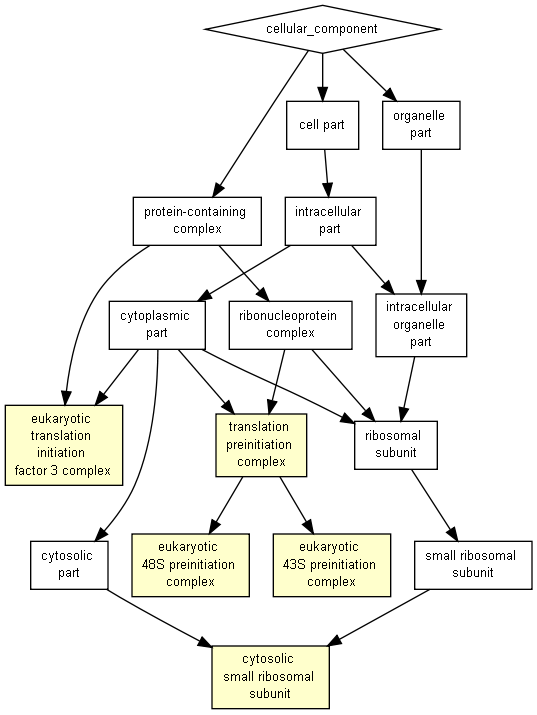 cellular_component
cell part
organelle
part
protein-containing
complex
intracellular
part
cytoplasmic
part
ribonucleoprotein
complex
intracellular
organelle
part
eukaryotic
translation
initiation
factor 3 complex
translation
preinitiation
complex
ribosomal
subunit
cytosolic
part
eukaryotic
48S preinitiation
complex
eukaryotic
43S preinitiation
complex
small ribosomal
subunit
cytosolic
small ribosomal
subunit